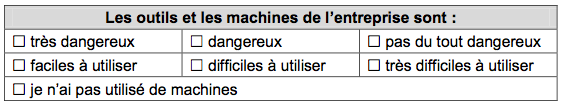 Les outils et les machines de l’entreprise sont :
☐ très dangereux ☐ dangereux ☐ pas du tout dangereux
☐ faciles à utiliser ☐ difficiles à utiliser ☐ très difficiles à utiliser
☐ je n’ai pas utilisé de machines